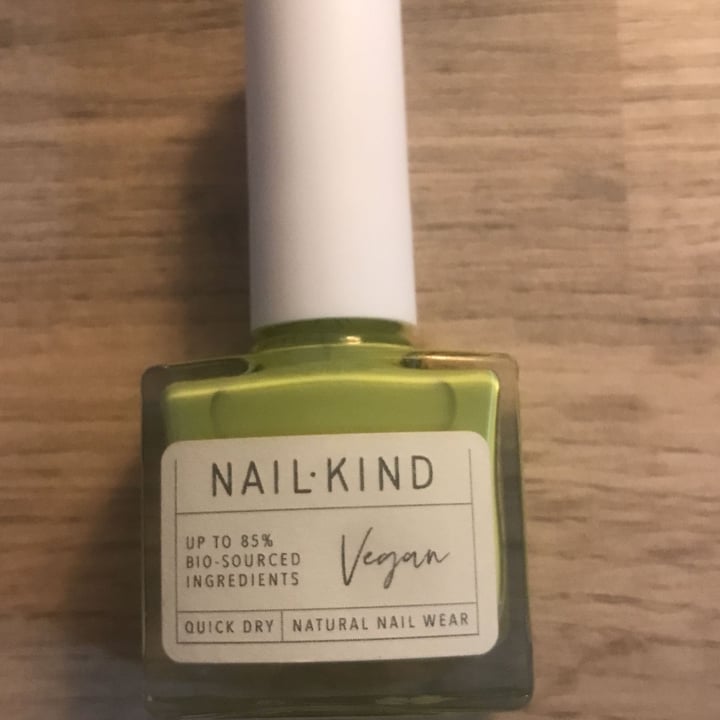 NAIL·KIND
UP TO 85%
BIO-SOURCED
INGREDIENTS
Vegan
QUICK DRY
NATURAL NAIL WEAR